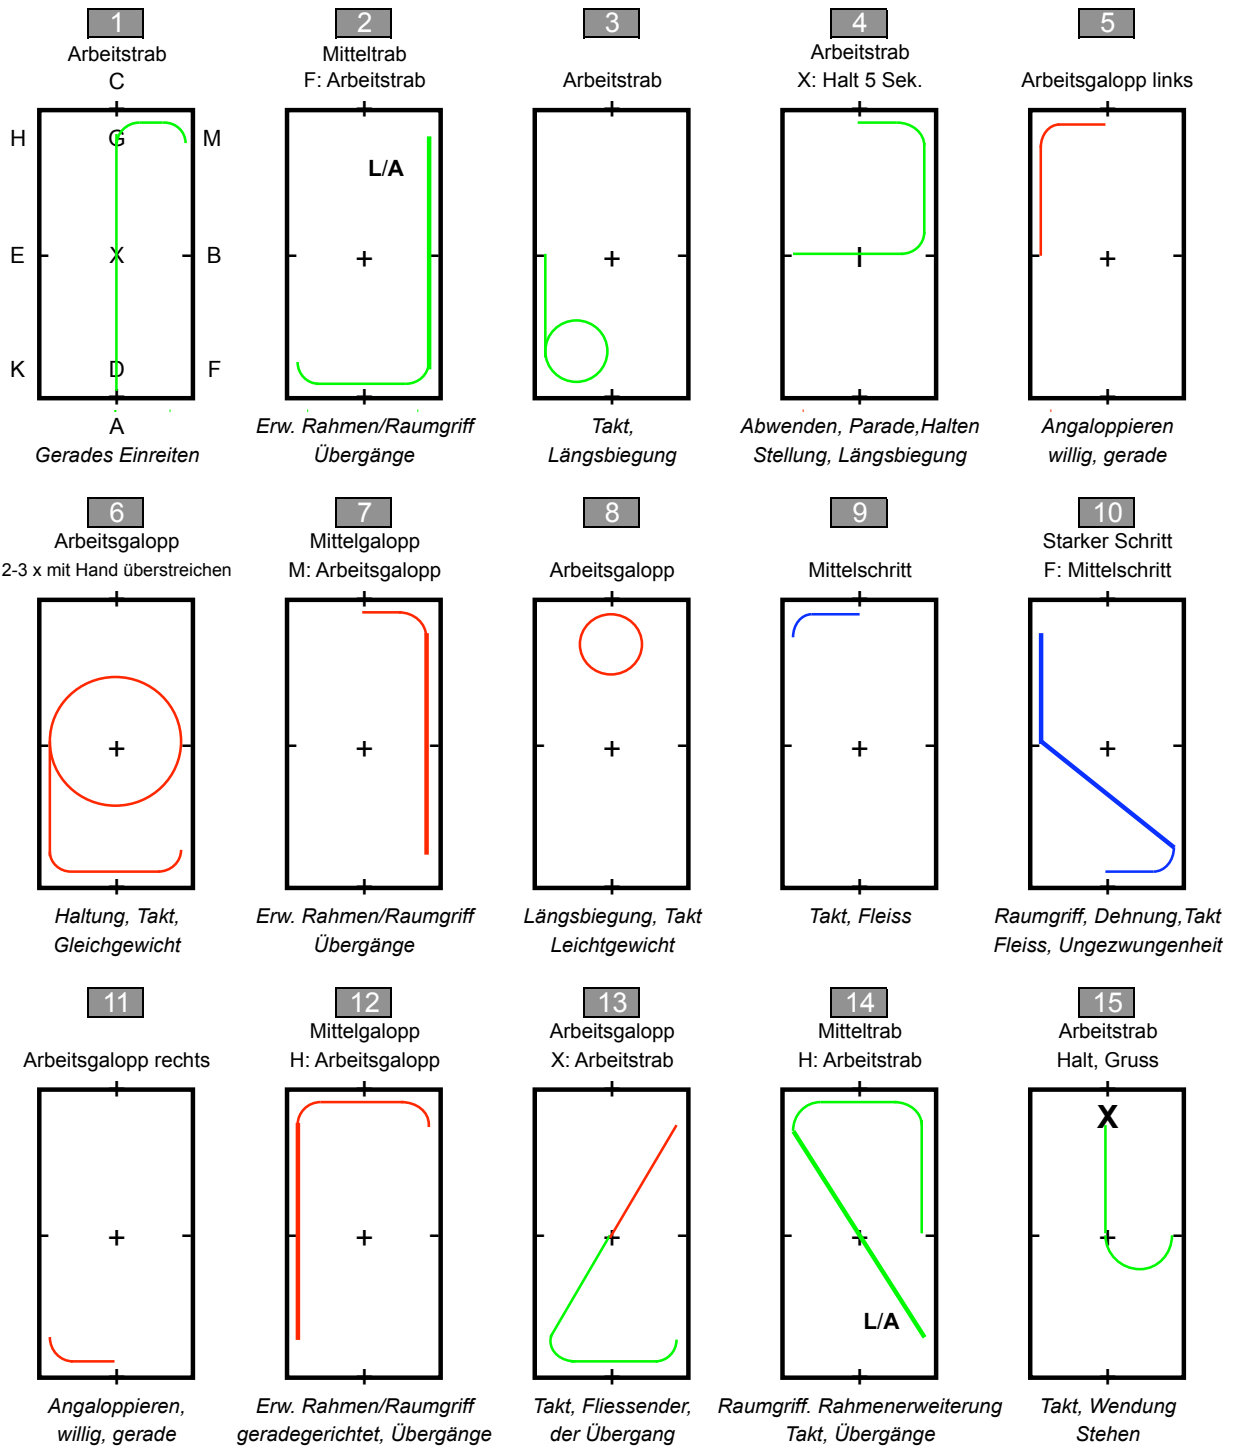 1
Arbeitstrab
C
H
G
M
E
X
B
K
D
F
A
Gerades Einreiten
2
Mitteltrab
F: Arbeitstrab
L/A
Erw. Rahmen/Raumgriff
Übergänge
3
Arbeitstrab
Takt,
Längsbiegung
4
Arbeitstrab
X: Halt 5 Sek.
Abwenden, Parade,Halten
Stellung, Längsbiegung
5
Arbeitsgalopp links
Angaloppieren
willig, gerade
6
Arbeitsgalopp
2-3 x mit Hand überstreichen
Haltung, Takt,
Gleichgewicht
7
Mittelgalopp
M: Arbeitsgalopp
Erw. Rahmen/Raumgriff
Übergänge
8
Arbeitsgalopp
Längsbiegung, Takt
Leichtgewicht
9
Mittelschritt
Takt, Fleiss
10
Starker Schritt
F: Mittelschritt
Raumgriff, Dehnung,Takt
Fleiss, Ungezwungenheit
11
Arbeitsgalopp rechts
Angaloppieren,
willig, gerade
12
Mittelgalopp
H: Arbeitsgalopp
Erw. Rahmen/Raumgriff
geradegerichtet, Übergänge
13
Arbeitsgalopp
X: Arbeitstrab
Takt, Fliessender,
der Übergang
14
Mitteltrab
H: Arbeitstrab
L/A
Raumgriff. Rahmenerweiterung
Takt, Übergänge
15
Arbeitstrab
Halt, Gruss
X
Takt, Wendung
Stehen